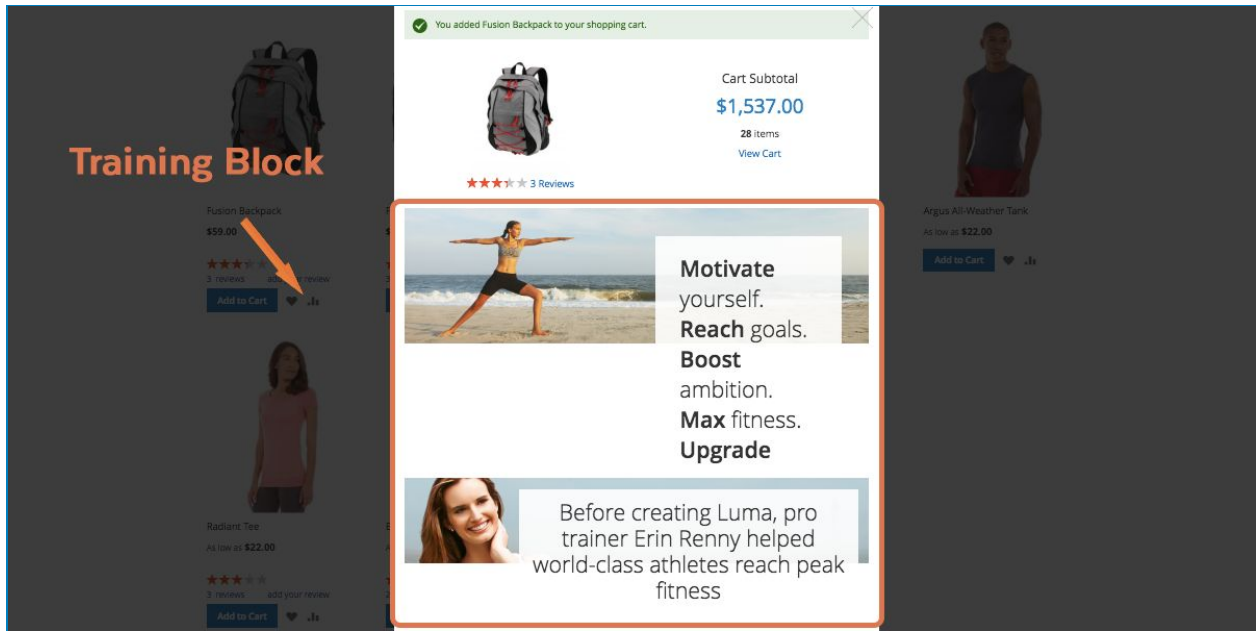 You added Fusion Backpack to your shopping cart.
Cart Subtotal
$1,537.00
28 items
View Cart
3 Reviews
Training Block
Fusion Backpack
$59.00
3 reviews add your review
Add to Cart
Argus All-Weather Tank
As low as $22.00
Add to Cart
Motivate
yourself.
Reach goals.
Boost
ambition.
Max fitness.
Upgrade
Before creating Luma, pro
trainer Erin Renny helped
world-class athletes reach peak
fitness
Radiant Tee
As low as $22.00
3 reviews add your review
Add to Cart